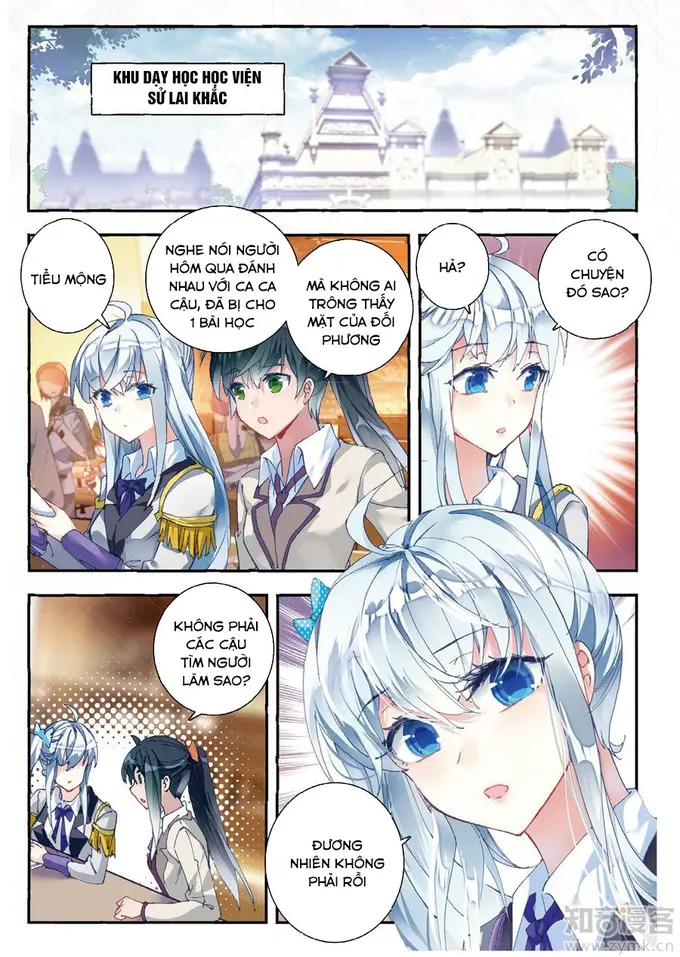 KHU DẠY HỌC HỌC VIỆN
SỬ LAI KHẮC
TIỂU MỘNG
NGHE NÓI NGƯỜI
HÔM QUA ĐÁNH
NHAU VỚI CA CA
CẬU, ĐÃ BỊ CHO
1 BÀI HỌC
MÀ KHÔNG AI
TRÔNG THẤY
MẶT CỦA ĐỐI
PHƯƠNG
HẢ?
CÓ
CHUYỆN
ĐÓ SAO?
KHÔNG PHẢI
CÁC CẬU
TÌM NGƯỜI
LÀM SAO?
ĐƯƠNG
NHIÊN KHÔNG
PHẢI RỒI
知音漫客
www.zymk.cn